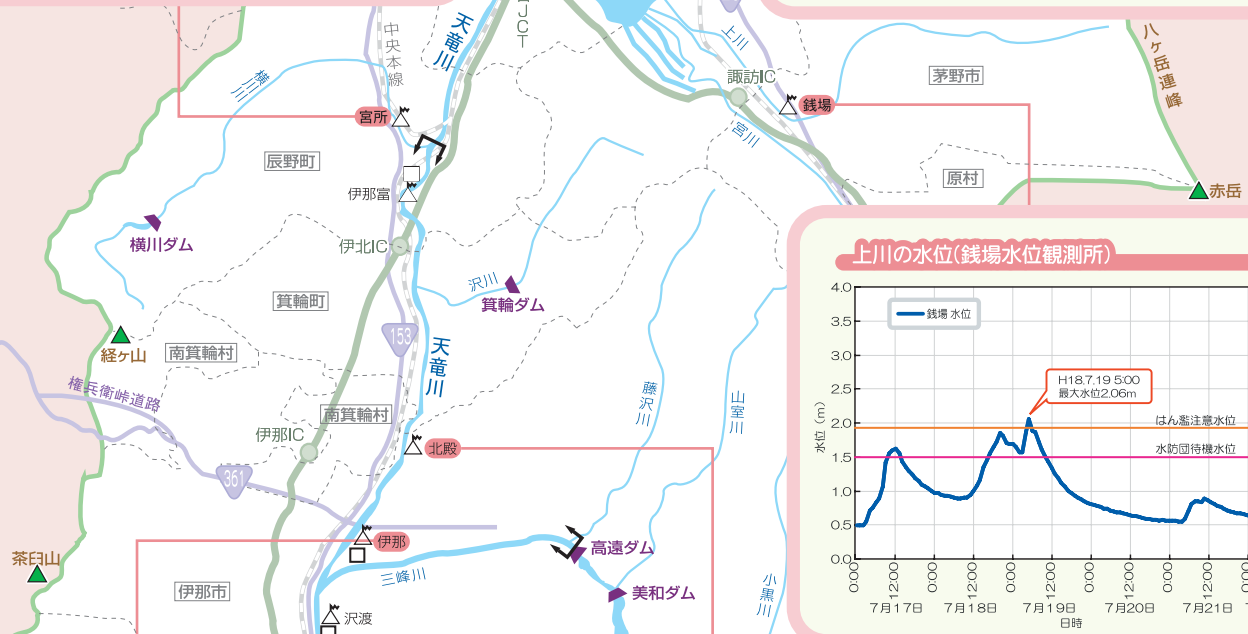 天竜川
中央本線
JCT
横川
宮所
辰野町
伊那富
横川ダム
伊北IC
沢川
箕輪ダム
箕輪町
153
天竜川
経ヶ山
南箕輪村
権兵衛峠道路
南箕輪村
伊那IC
北殿
361
藤沢川
山室川
茶臼山
伊那
高遠ダム
三峰川
美和ダム
伊那市
沢渡
小黒川
上川
諏訪IC
銭場
宮川
茅野市
八ヶ岳連峰
原村
赤岳
上川の水位(銭場水位観測所)
銭場 水位
H18.7.19 5:00
最大水位2.06m
はん濫注意水位
水防団待機水位
水位 (m)
4.0
3.5
3.0
2.5
2.0
1.5
1.0
0.5
0.0
0:00 12:00 0:00 12:00 0:00 12:00 0:00 12:00 0:00 12:00
7月17日 7月18日 7月19日 7月20日 7月21日
日時